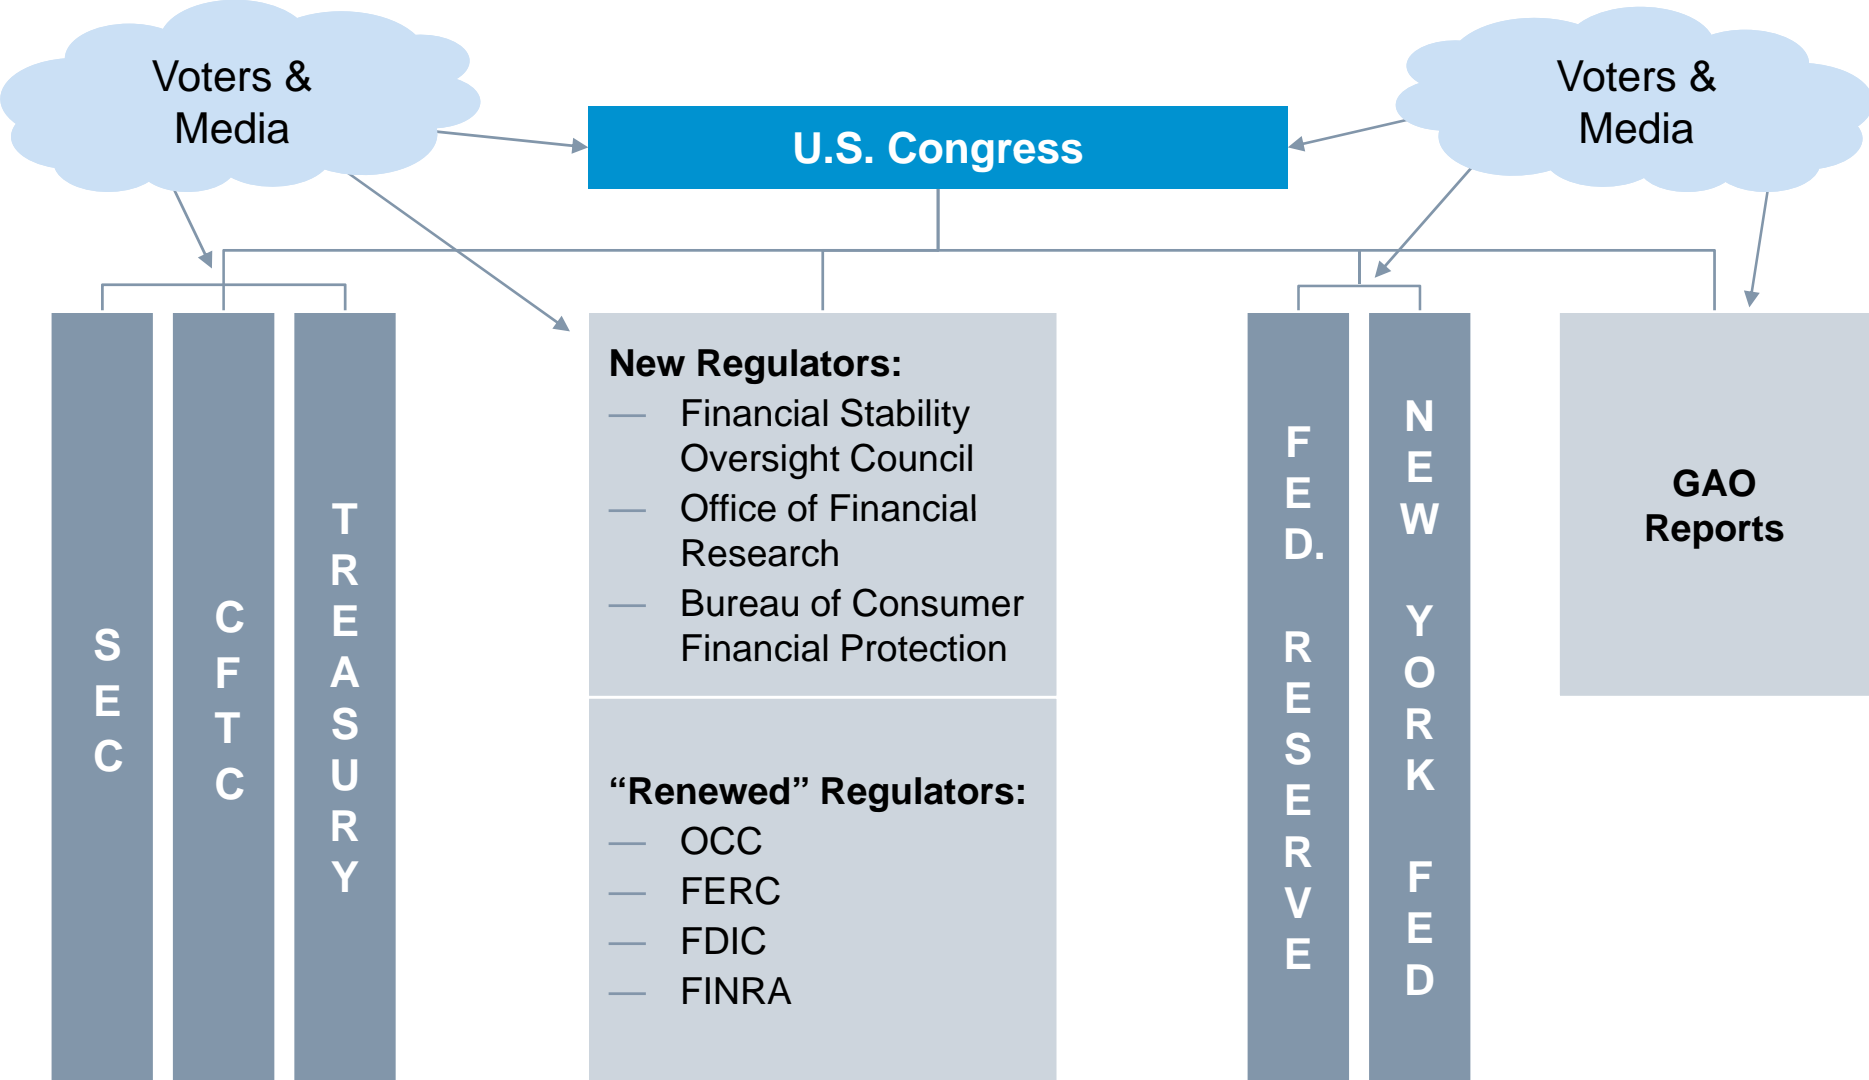 Voters &
Media
U.S. Congress
Voters &
Media
SEC
CFTC
TREASURY
New Regulators:
— Financial Stability
Oversight Council
— Office of Financial
Research
— Bureau of Consumer
Financial Protection
“Renewed” Regulators:
— OCC
— FERC
— FDIC
— FINRA
FED. RESERVE
NEW YORK FED
GAO
Reports